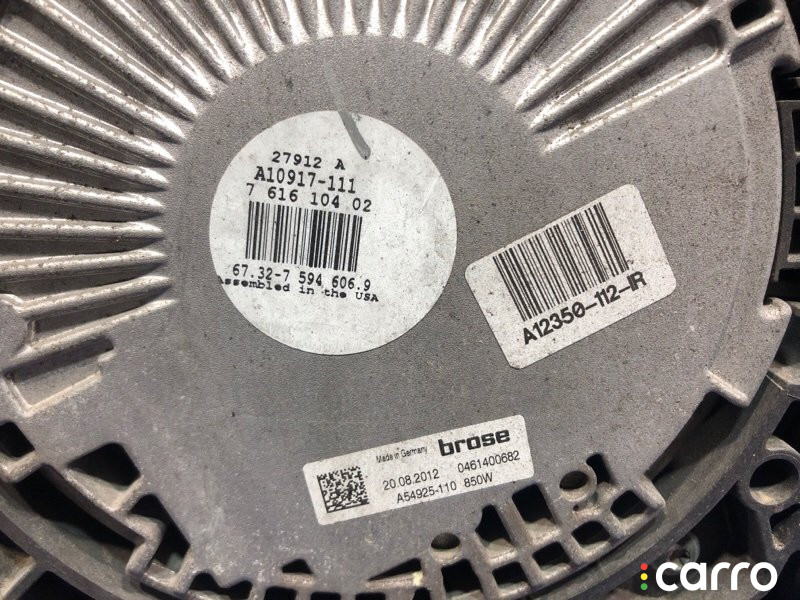 27912 A
A10917-111
7 616 104 02
67.32-7 594 606.9
Assembled in the USA
A12350-112-IR
Made in Germany brose
20.08.2012 0461400682
A54925-110 850W
carro